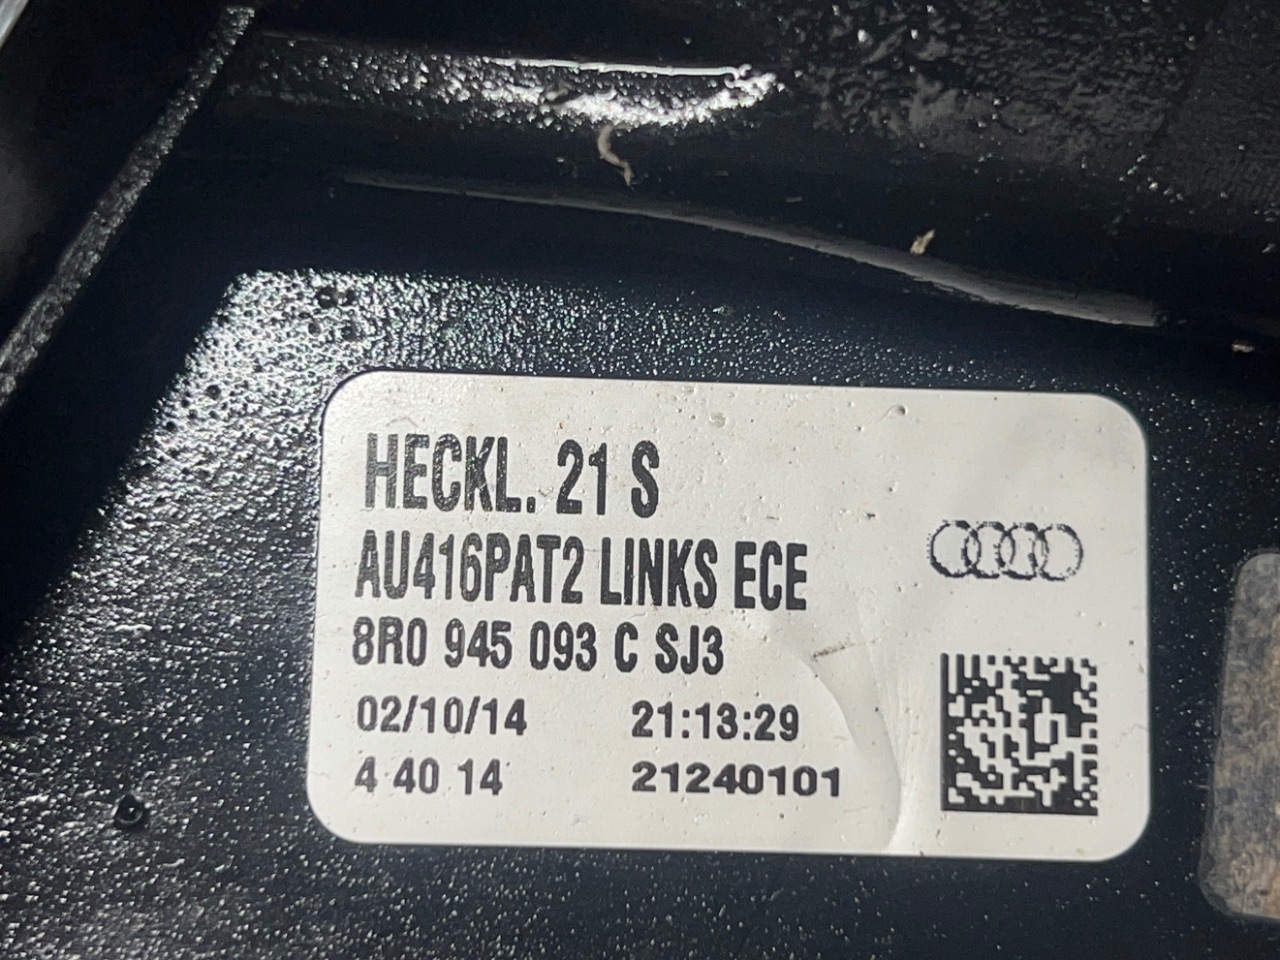 HECKL. 21 S
AU416PAT2 LINKS ECE
8R0 945 093 C SJ3
02/10/14 21:13:29
4 40 14 21240101